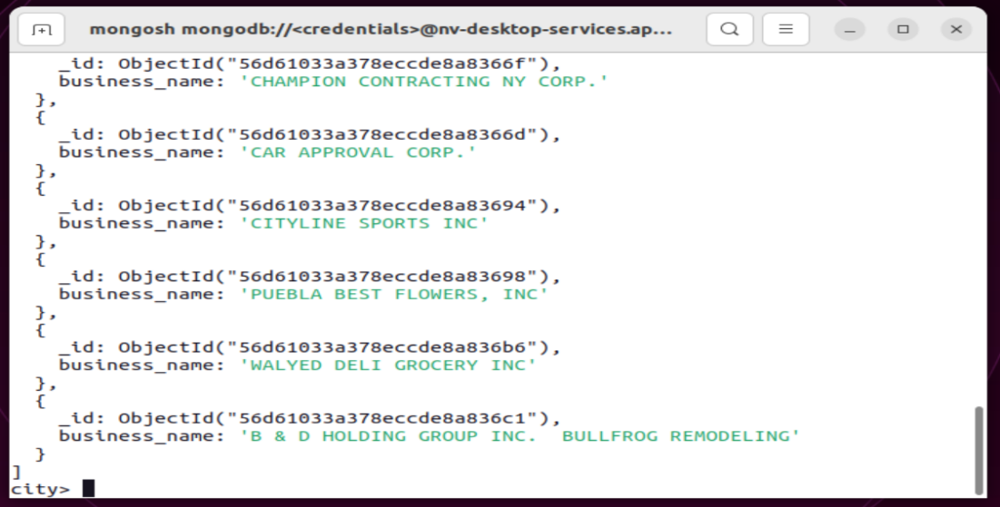 mongosh mongodb://<credentials>@nv-desktop-services.ap...
_id: ObjectId("56d61033a378eccde8a8366f"),
business_name: 'CHAMPION CONTRACTING NY CORP.'
},
{
_id: ObjectId("56d61033a378eccde8a8366d"),
business_name: 'CAR APPROVAL CORP.'
},
{
_id: ObjectId("56d61033a378eccde8a83694"),
business_name: 'CITYLINE SPORTS INC'
},
{
_id: ObjectId("56d61033a378eccde8a83698"),
business_name: 'PUEBLA BEST FLOWERS, INC'
},
{
_id: ObjectId("56d61033a378eccde8a836b6"),
business_name: 'WALYED DELI GROCERY INC'
},
{
_id: ObjectId("56d61033a378eccde8a836c1"),
business_name: 'B & D HOLDING GROUP INC.  BULLFROG REMODELING'
}
]
city>